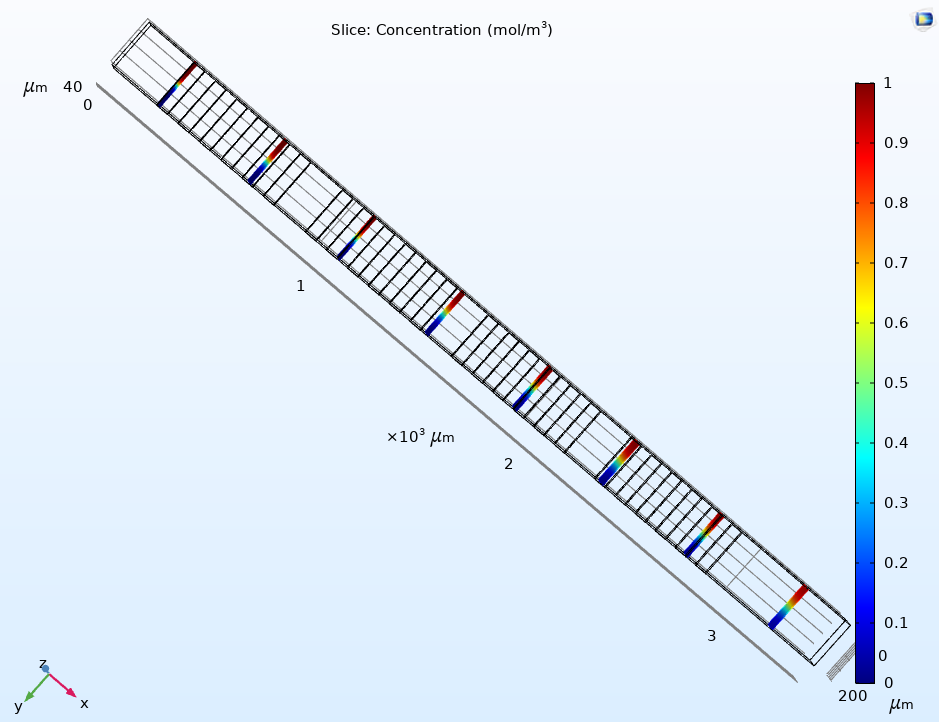 Slice: Concentration (mol/m³)
μm 40
0
1
×10³ μm
2
3
200 μm
0
1
0.9
0.8
0.7
0.6
0.5
0.4
0.3
0.2
0.1
0
z
y
x